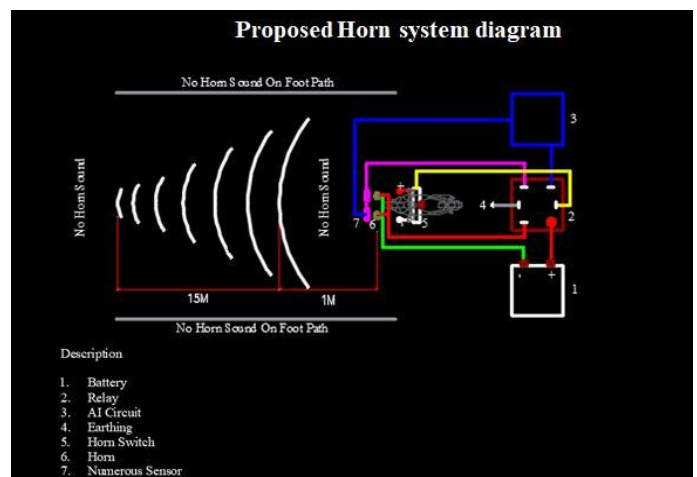 Proposed Horn system diagram
No Horn Sound On Foot Path
No Horn Sound
No Horn Sound
3
4
2
7
6
5
+
-
+
1
15M
1M
No Horn Sound On Foot Path
Description
1. Battery
2. Relay
3. AI Circuit
4. Earthing
5. Horn Switch
6. Horn
7. Numerous Sensor